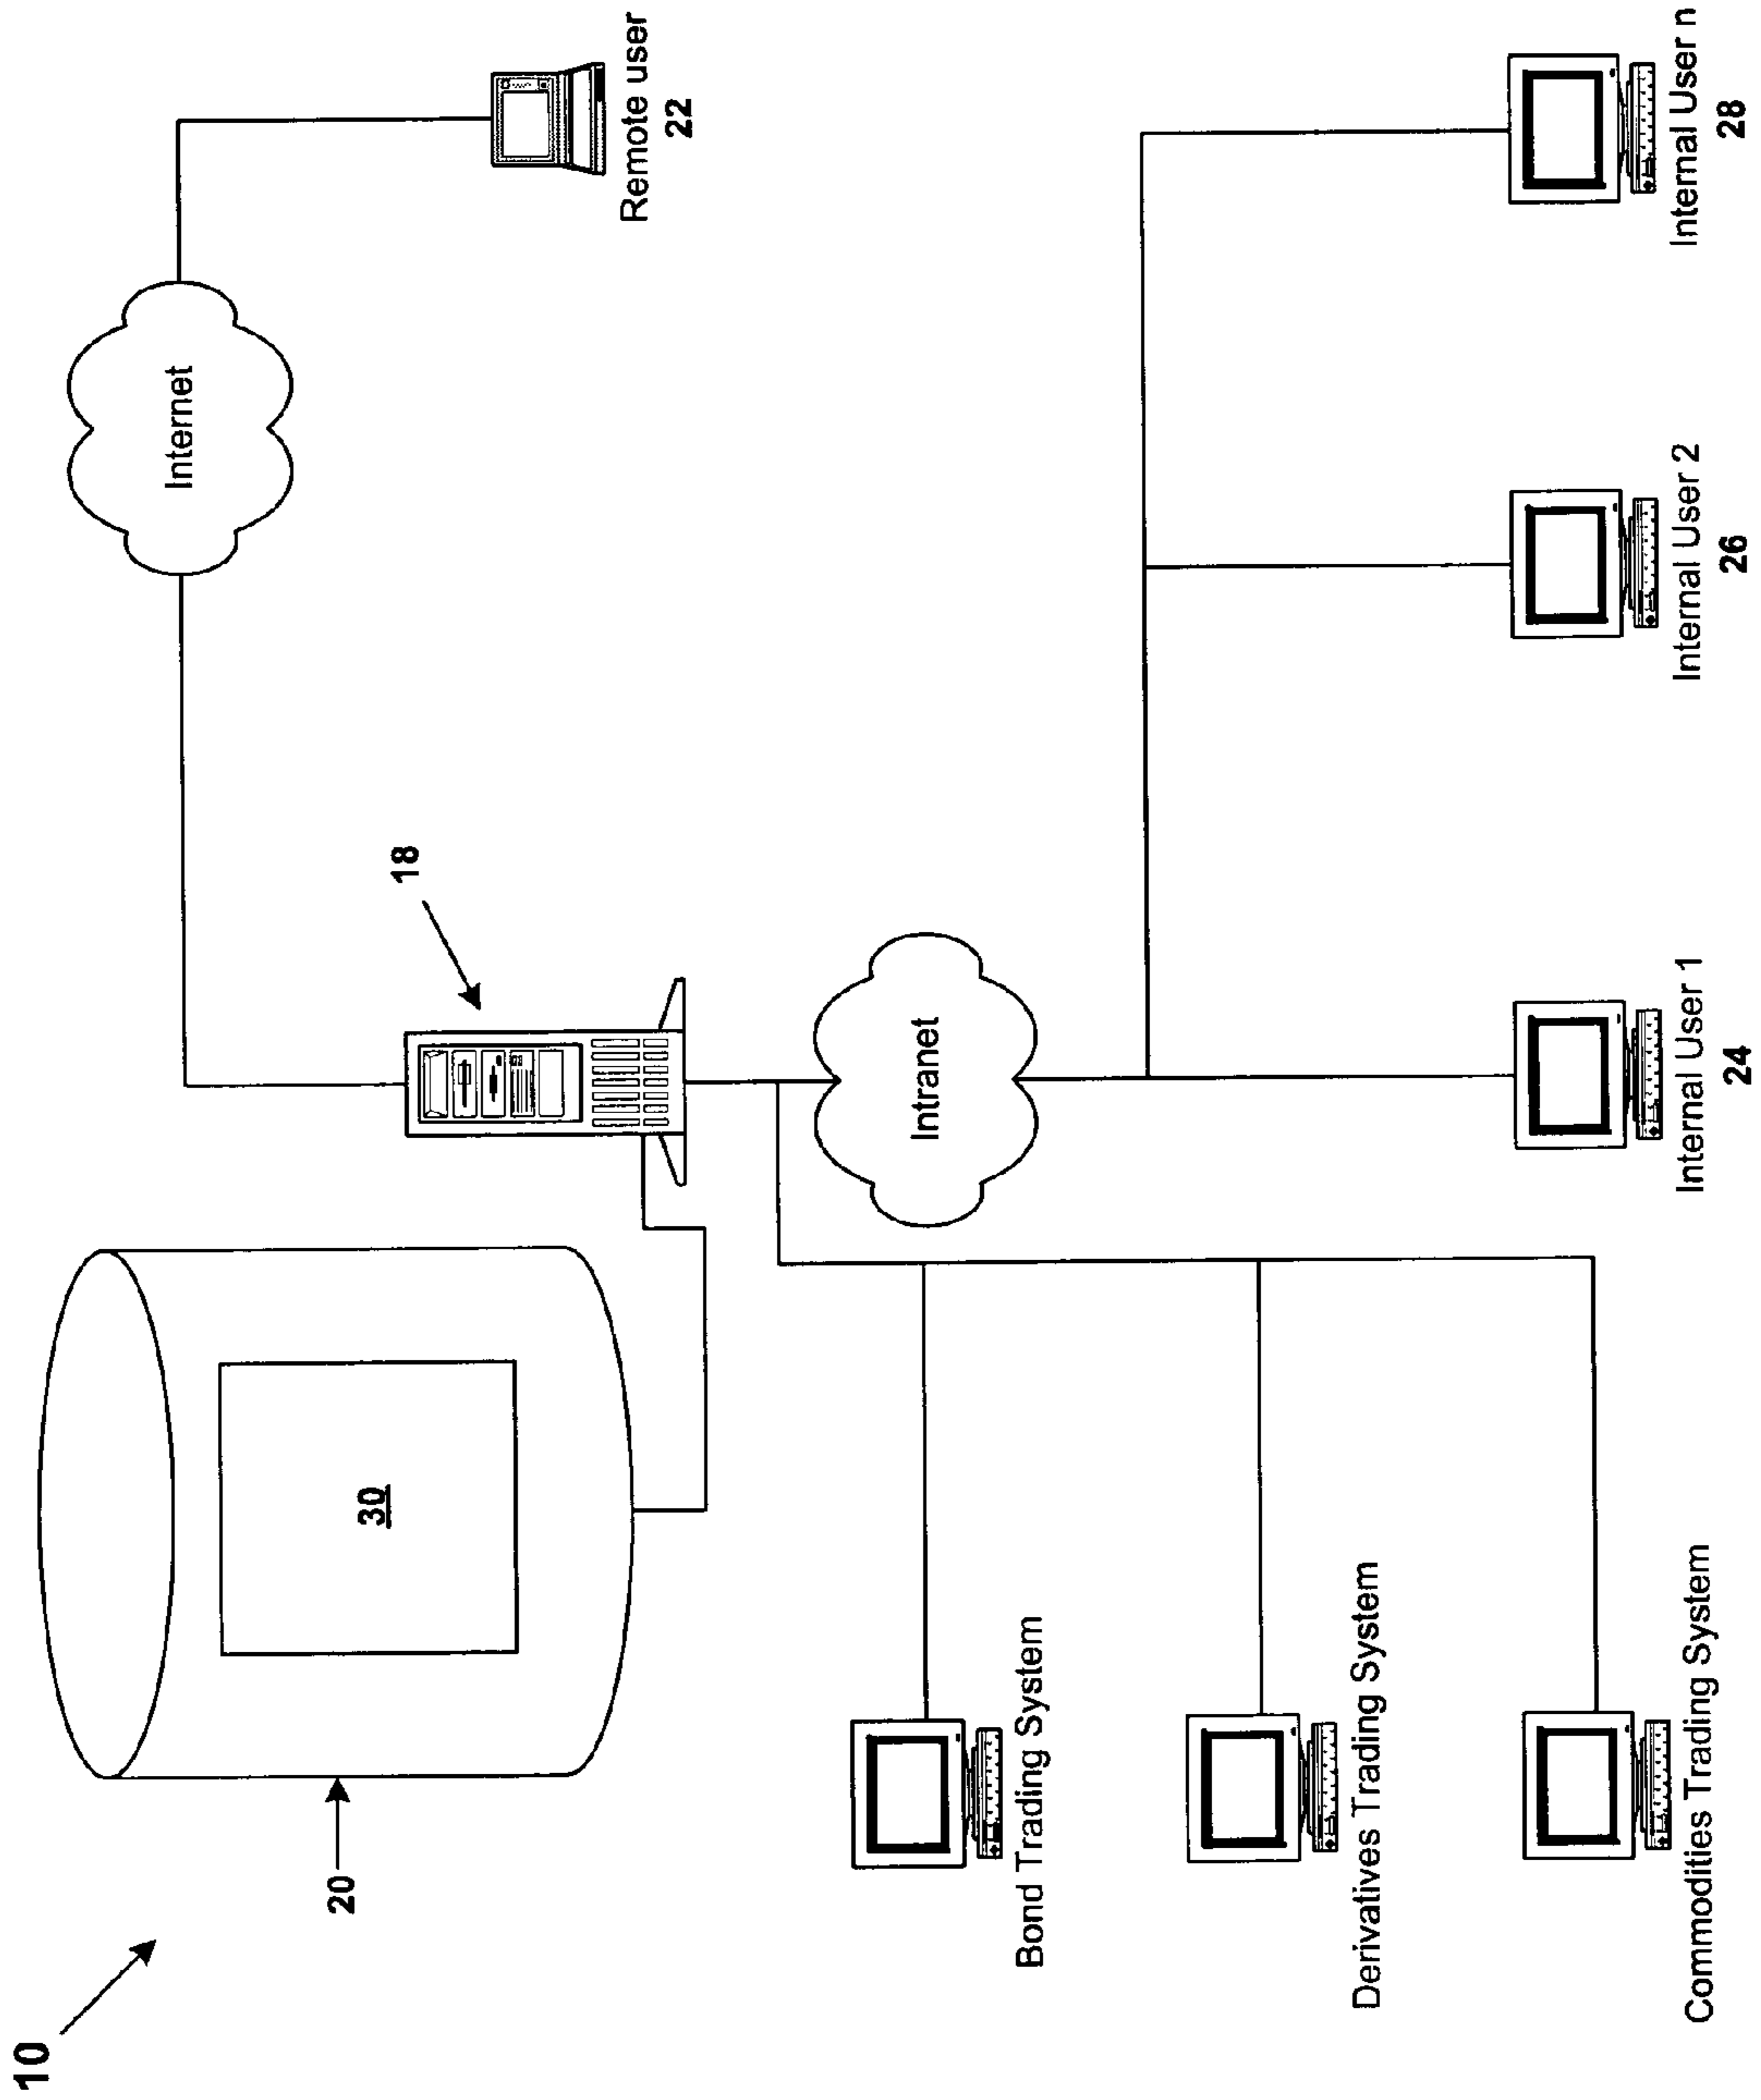 10
20
30
18
Internet
Remote user
22
Intranet
Bond Trading System
Derivatives Trading System
Commodities Trading System
Internal User 1
24
Internal User 2
26
Internal User n
28